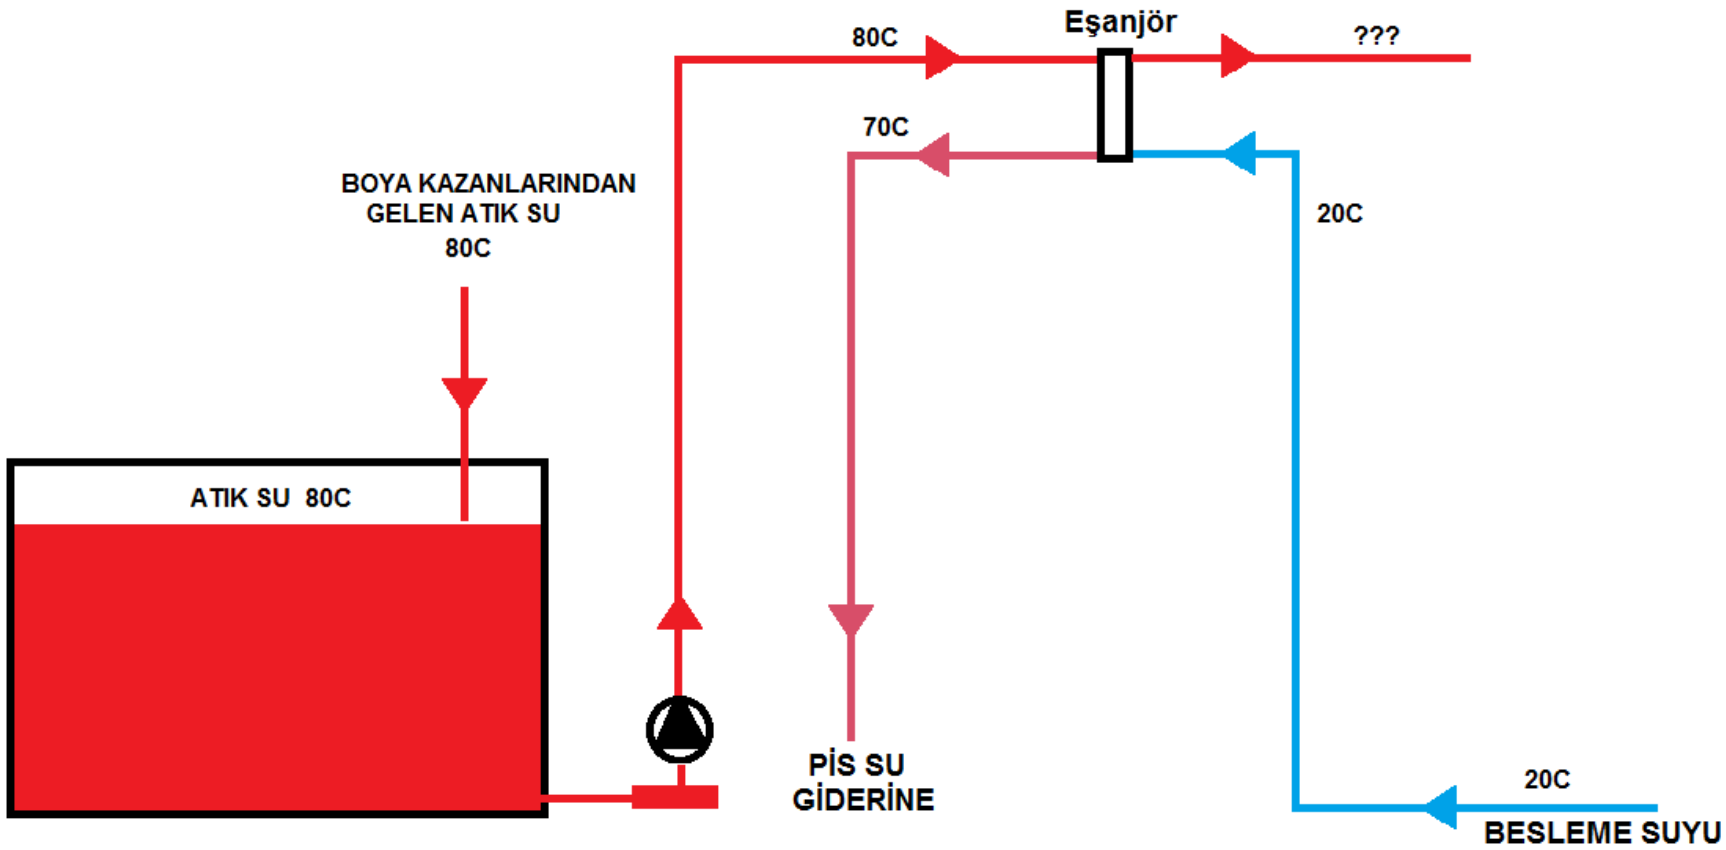 Eşanjör
80C
???
70C
BOYA KAZANLARINDAN
GELEN ATIK SU
80C
20C
ATIK SU 80C
PİS SU
GİDERİNE
20C
BESLEME SUYU